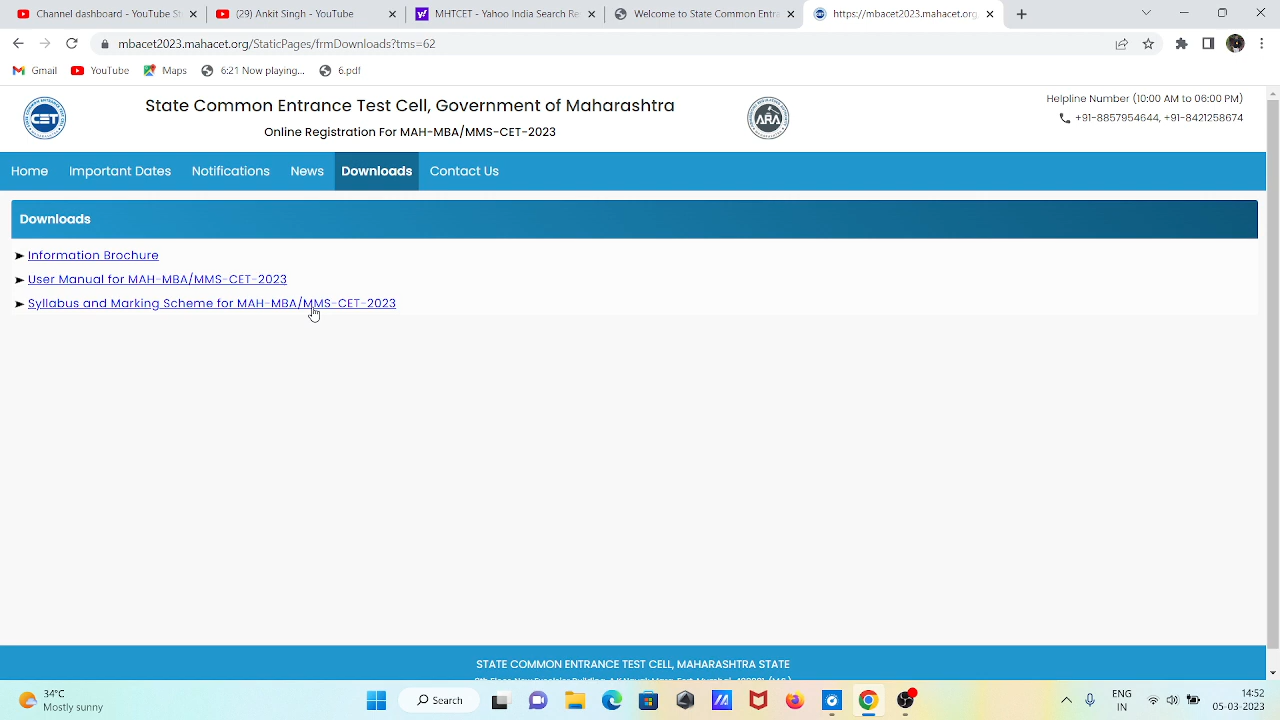 Channel dashboard - YouTube St
(29) Ankit Singh - YouTube
MHTCET - Yahoo India Search Re
Welcome to State Common Entra
https://mbacet2023.mahacet.org
mbacet2023.mahacet.org/StaticPages/frmDownloads?tms=62
Gmail
YouTube
Maps
6:21 Now playing...
6.pdf
CET
State Common Entrance Test Cell, Government of Maharashtra
Online Registration For MAH-MBA/MMS-CET-2023
ARA
Helpline Number (10:00 AM to 06:00 PM)
+91-8857954644, +91-8421258674
Home Important Dates Notifications News Downloads Contact Us
Downloads
➤ Information Brochure
➤ User Manual for MAH-MBA/MMS-CET-2023
➤ Syllabus and Marking Scheme for MAH-MBA/MMS-CET-2023
STATE COMMON ENTRANCE TEST CELL, MAHARASHTRA STATE
34°C
Mostly sunny
Search
ENG
IN
14:52
05-03-2023